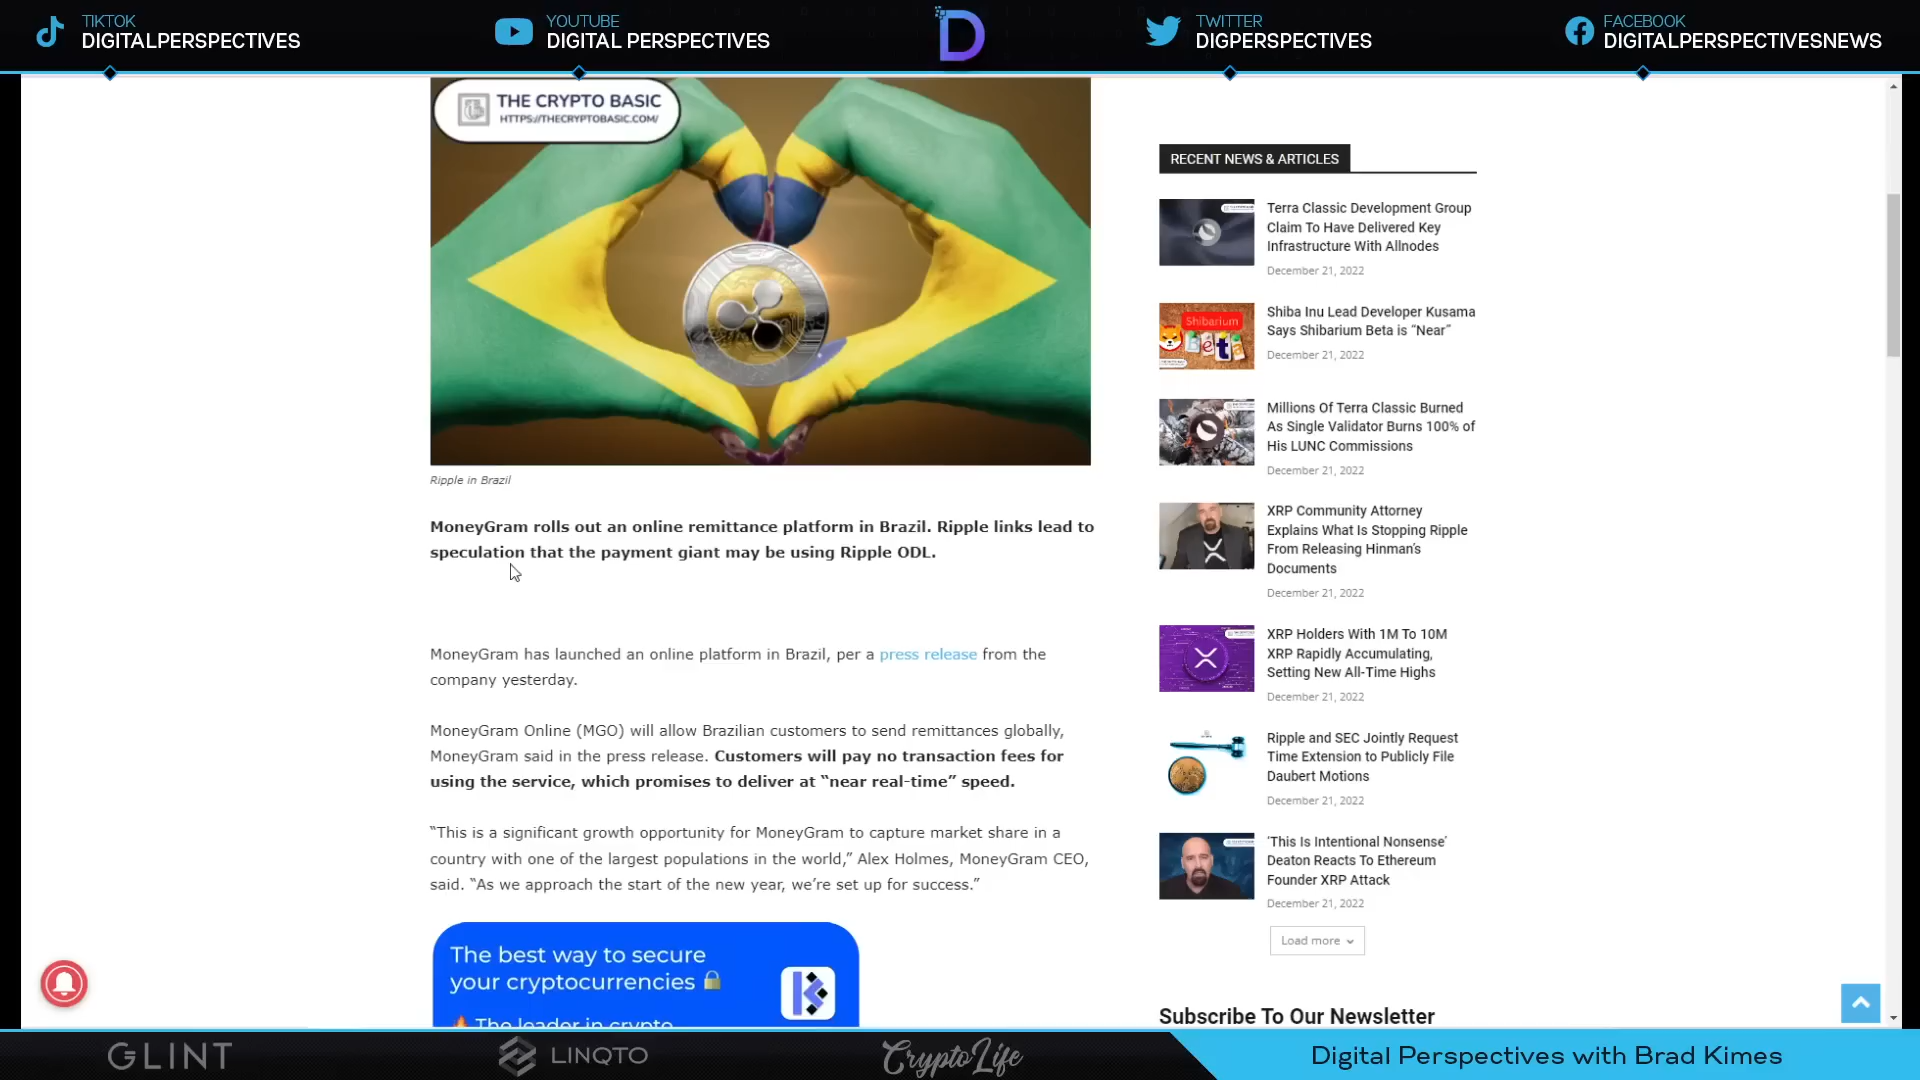 TIKTOK
DIGITALPERSPECTIVES
YOUTUBE
DIGITAL PERSPECTIVES
D
TWITTER
DIGPERSPECTIVES
FACEBOOK
DIGITALPERSPECTIVESNEWS
THE CRYPTO BASIC
HTTPS://THECRYPTOBASIC.COM/
Ripple in Brazil
MoneyGram rolls out an online remittance platform in Brazil. Ripple links lead to
speculation that the payment giant may be using Ripple ODL.
MoneyGram has launched an online platform in Brazil, per a press release from the
company yesterday.
MoneyGram Online (MGO) will allow Brazilian customers to send remittances globally,
MoneyGram said in the press release. Customers will pay no transaction fees for
using the service, which promises to deliver at “near real-time” speed.
“This is a significant growth opportunity for MoneyGram to capture market share in a
country with one of the largest populations in the world,” Alex Holmes, MoneyGram CEO,
said. “As we approach the start of the new year, we’re set up for success.”
The best way to secure
your cryptocurrencies
The leader in crypto
RECENT NEWS & ARTICLES
Terra Classic Development Group
Claim To Have Delivered Key
Infrastructure With Allnodes
December 21, 2022
Shibarium
Shiba Inu Lead Developer Kusama
Says Shibarium Beta is “Near”
December 21, 2022
Millions Of Terra Classic Burned
As Single Validator Burns 100% of
His LUNC Commissions
December 21, 2022
XRP Community Attorney
Explains What Is Stopping Ripple
From Releasing Hinman’s
Documents
December 21, 2022
XRP Holders With 1M To 10M
XRP Rapidly Accumulating,
Setting New All-Time Highs
December 21, 2022
Ripple and SEC Jointly Request
Time Extension to Publicly File
Daubert Motions
December 21, 2022
‘This Is Intentional Nonsense’
Deaton Reacts To Ethereum
Founder XRP Attack
December 21, 2022
Load more
Subscribe To Our Newsletter
GLINT
LINQTO
CryptoLife
Digital Perspectives with Brad Kimes